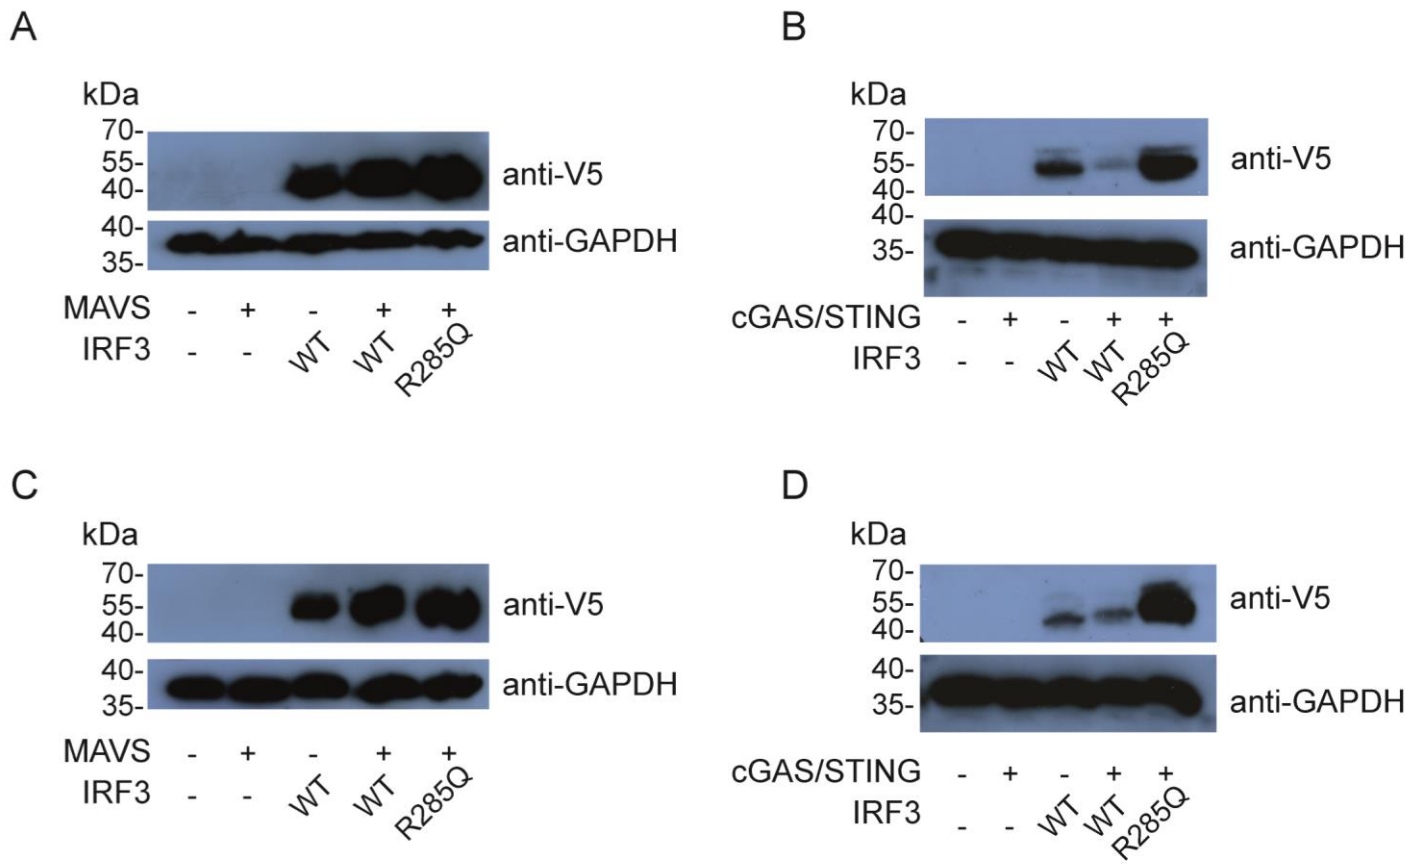 A
kDa
70-
55-
40-
anti-V5
40-
35-
anti-GAPDH
MAVS - + - + +
IRF3 - - WT WT R285Q
B
kDa
70-
55-
40-
anti-V5
40-
35-
anti-GAPDH
cGAS/STING - + - + +
IRF3 - - WT WT R285Q
C
kDa
70-
55-
40-
anti-V5
40-
35-
anti-GAPDH
MAVS - + - + +
IRF3 - - WT WT R285Q
D
kDa
70-
55-
40-
anti-V5
40-
35-
anti-GAPDH
cGAS/STING - + - + +
IRF3 - - WT WT R285Q